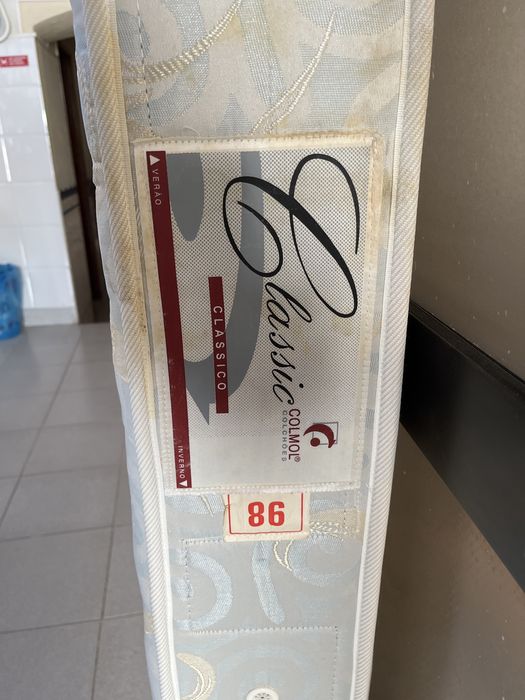 ▲ VERÃO
INVERNO ▼
Classic
CLASSICO
COLMOL®
COLCHÕES
86